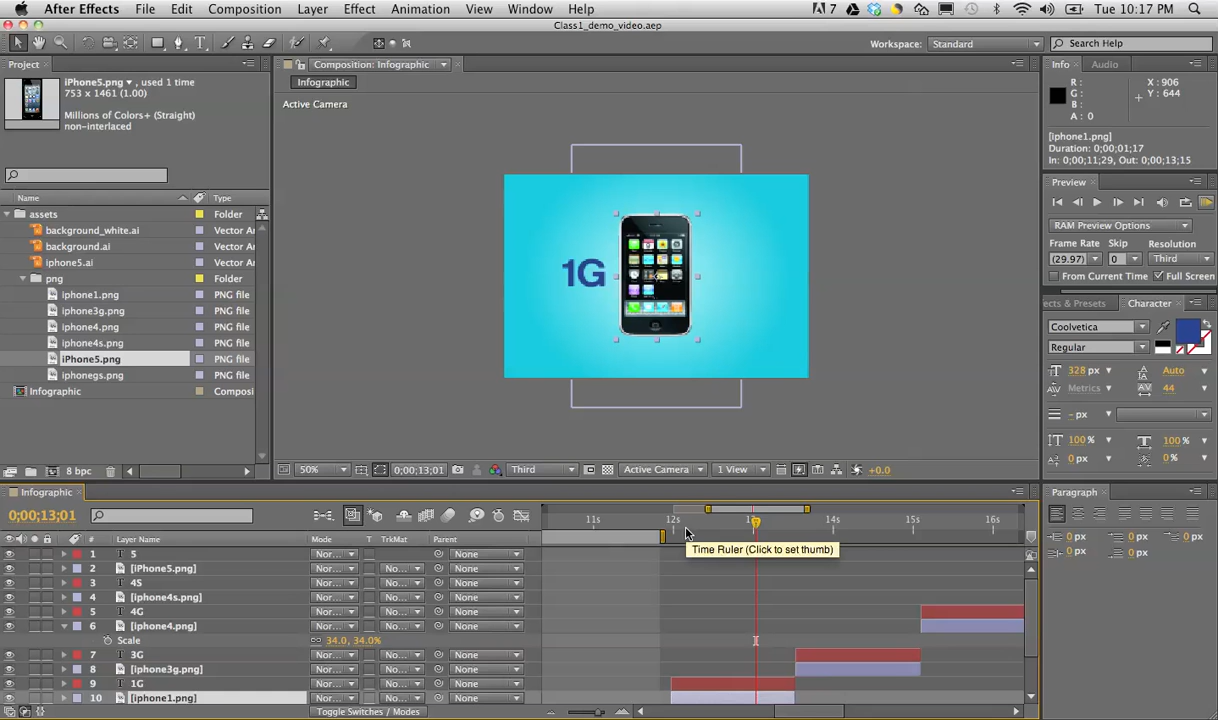 After Effects File Edit Composition Layer Effect Animation View Window Help 7 Tue 10:17 PM
Class1_demo_video.aep
T Workspace: Standard Search Help
Project
iPhone5.png , used 1 time
753 x 1461 (1.00)
Millions of Colors+ (Straight)
non-interlaced
Name Type
assets Folder
background_white.ai Vector Ar
background.ai Vector Ar
iphone5.ai Vector Ar
png Folder
iphone1.png PNG file
iphone3g.png PNG file
iphone4.png PNG file
iphone4s.png PNG file
iPhone5.png PNG file
iphonegs.png PNG file
Infographic Composi
8 bpc
Composition: Infographic
Infographic
Active Camera
1G
50% 0;00;13;01 Third Active Camera 1 View +0.0
Info Audio
R : X : 906
G : Y : 644
B :
A : 0
[iphone1.png]
Duration: 0;00;01;17
In: 0;00;11;29, Out: 0;00;13;15
Preview
RAM Preview Options
Frame Rate Skip Resolution
(29.97) 0 Third
From Current Time Full Screen
cts & Presets Character
Coolvetica
Regular
328 px Auto
Metrics 44
- px
100% 100%
0 px 0%
Infographic
0;00;13;01
11s 12s 14s 15s 16s
# Layer Name Mode T TrkMat Parent
Time Ruler (Click to set thumb)
1 T 5 Nor... None
2 [iPhone5.png] Nor... No... None
3 T 4S Nor... No... None
4 [iphone4s.png] Nor... No... None
5 T 4G Nor... No... None
6 [iphone4.png] Nor... No... None
Scale 34.0, 34.0%
7 T 3G Nor... No... None
8 [iphone3g.png] Nor... No... None
9 T 1G Nor... No... None
10 [iphone1.png] Nor... No... None
Toggle Switches / Modes
Paragraph
0 px 0 px 0 px
0 px 0 px